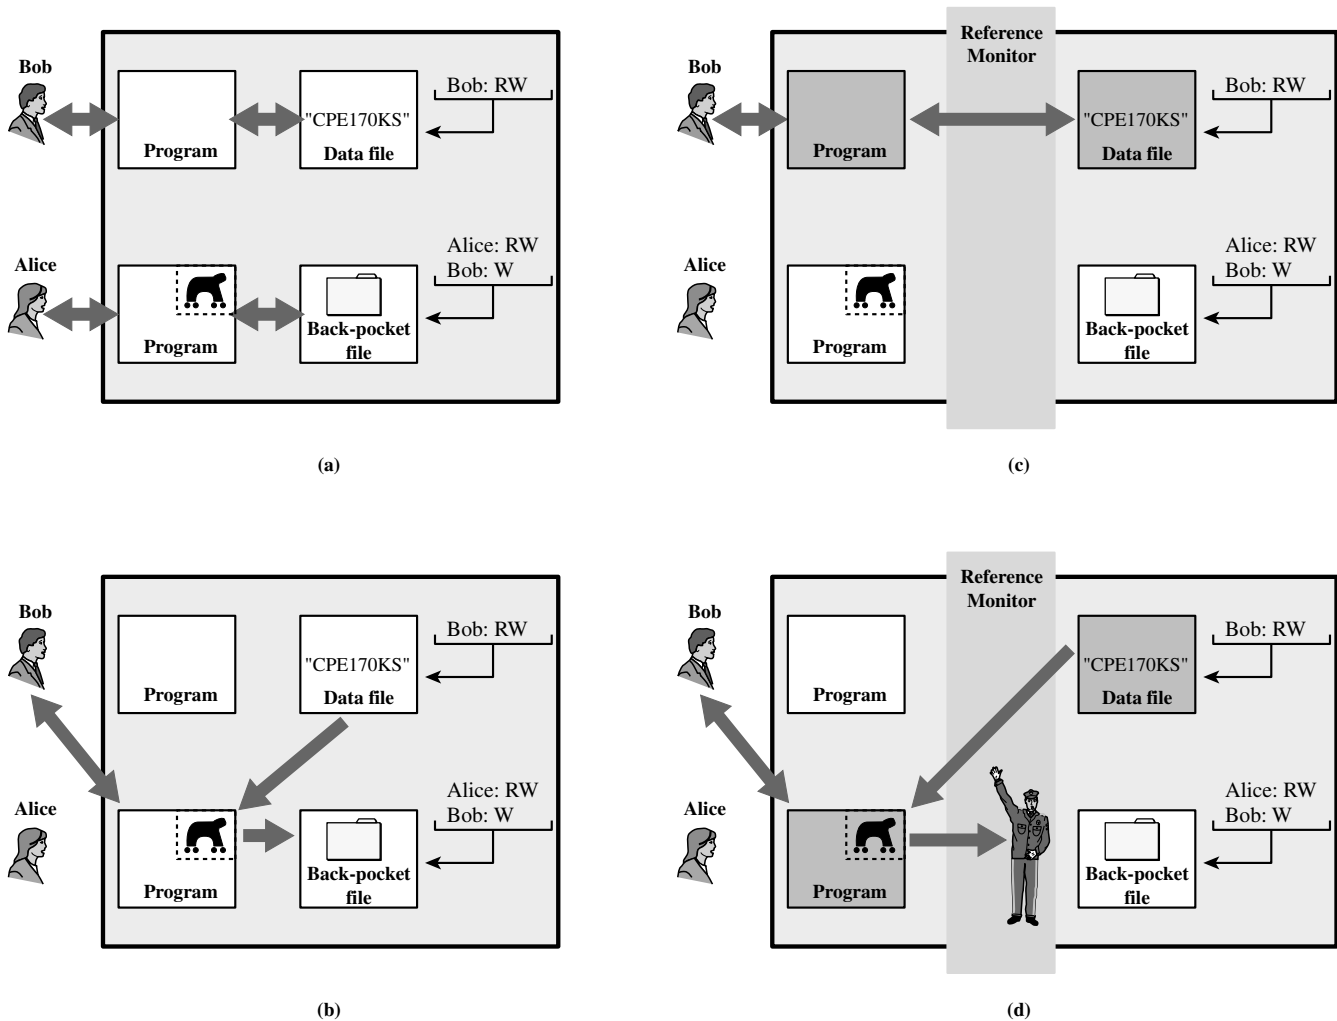 Bob
Program
"CPE170KS"
Data file
Bob: RW
Alice
Program
Back-pocket
file
Alice: RW
Bob: W
(a)
Reference
Monitor
Bob
Program
"CPE170KS"
Data file
Bob: RW
Alice
Program
Back-pocket
file
Alice: RW
Bob: W
(c)
Bob
Program
"CPE170KS"
Data file
Bob: RW
Alice
Program
Back-pocket
file
Alice: RW
Bob: W
(b)
Reference
Monitor
Bob
Program
"CPE170KS"
Data file
Bob: RW
Alice
Program
Back-pocket
file
Alice: RW
Bob: W
(d)